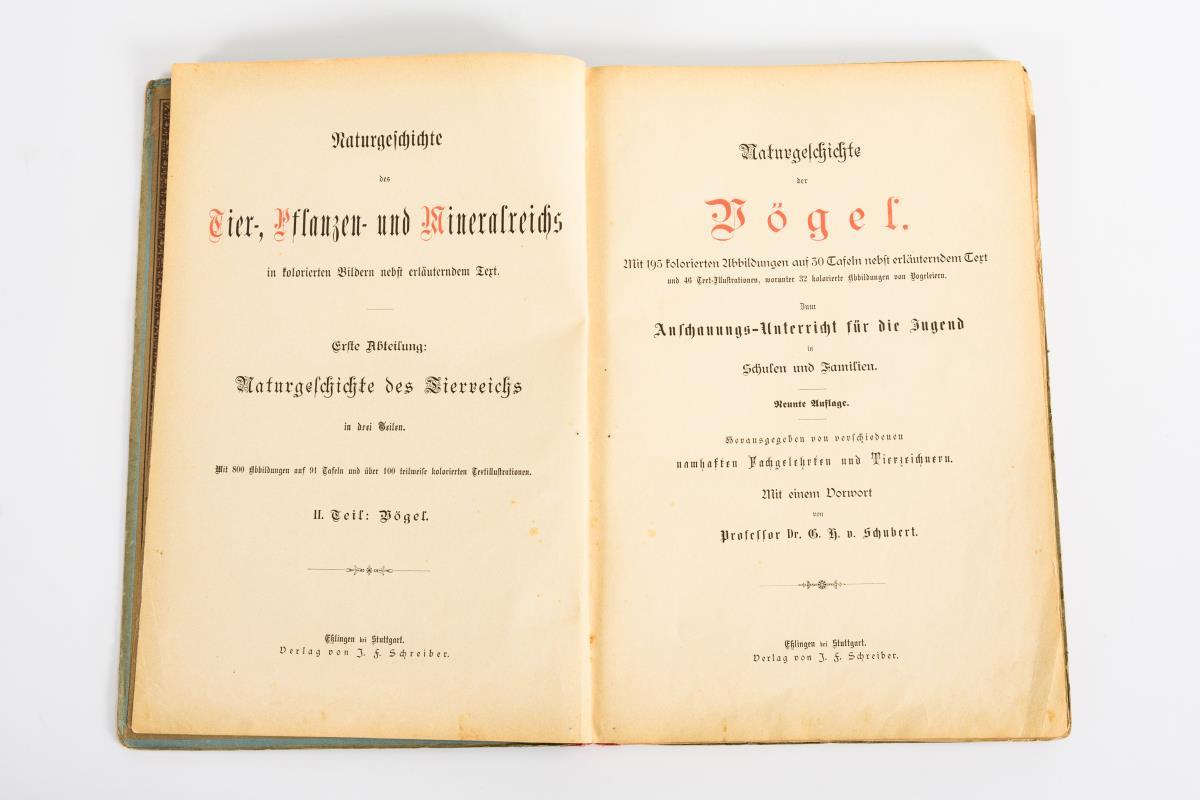 Naturgeschichte
des
Tier-, Pflanzen- und Mineralreichs
in kolorierten Bildern nebst erläuterndem Text.
Erste Abteilung:
Naturgeschichte des Tierreichs
in drei Teilen.
Mit 800 Abbildungen auf 91 Tafeln und über 100 teilweise kolorierten Textillustrationen.
II. Teil: Vögel.
Eßlingen bei Stuttgart.
Verlag von J. F. Schreiber.
Naturgeschichte
der
Vögel.
Mit 195 kolorierten Abbildungen auf 30 Tafeln nebst erläuterndem Text
und 46 Text-Illustrationen, worunter 32 kolorierte Abbildungen von Vogeleiern.
Zum
Anschauungs-Unterricht für die Jugend
in
Schulen und Familien.
Neunte Auflage.
Herausgegeben von verschiedenen
namhaften Fachgelehrten und Tierzeichnern.
Mit einem Vorwort
von
Professor Dr. G. H. v. Schubert.
Eßlingen bei Stuttgart.
Verlag von J. F. Schreiber.